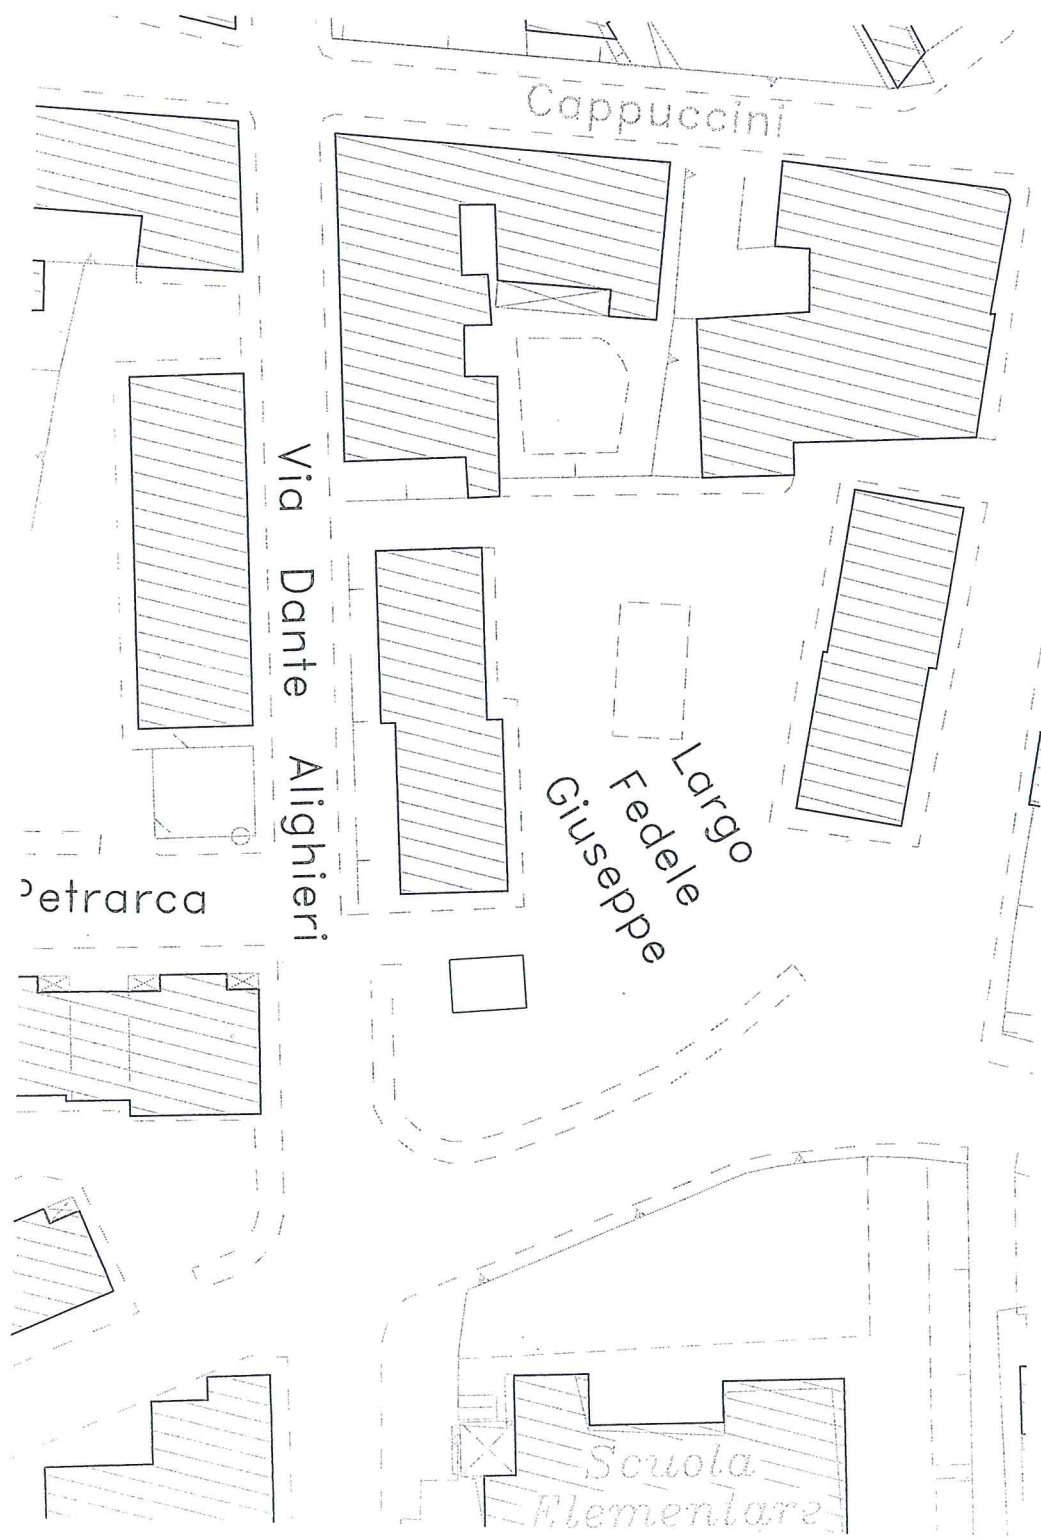 Cappuccini
Via Dante Alighieri
Largo
Fedele
Giuseppe
Petrarca
Scuola
Elementare